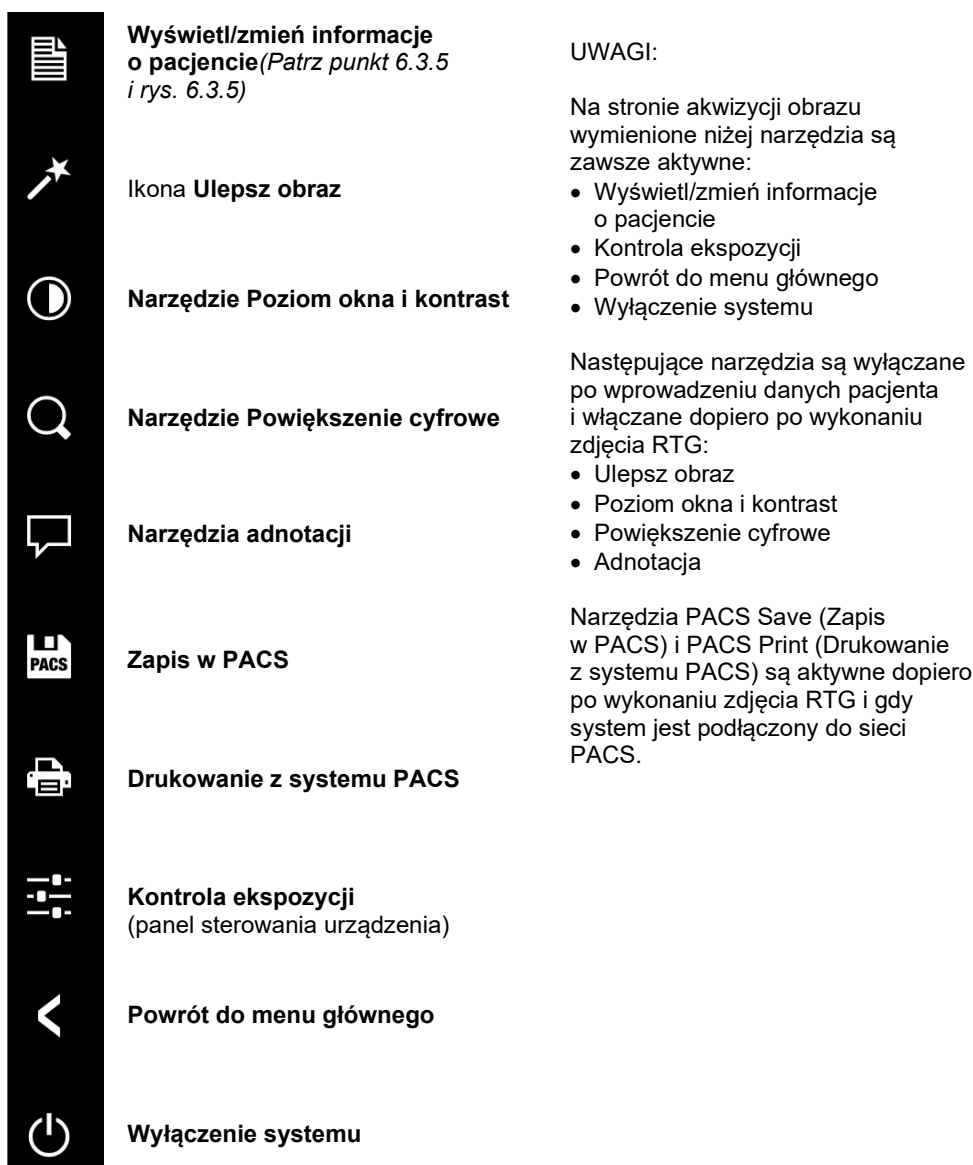 Wyświetl/zmień informacje
o pacjencie(Patrz punkt 6.3.5
i rys. 6.3.5)
Ikona Ulepsz obraz
Narzędzie Poziom okna i kontrast
Narzędzie Powiększenie cyfrowe
Narzędzia adnotacji
PACS
Zapis w PACS
Drukowanie z systemu PACS
Kontrola ekspozycji
(panel sterowania urządzenia)
Powrót do menu głównego
Wyłączenie systemu
UWAGI:
Na stronie akwizycji obrazu
wymienione niżej narzędzia są
zawsze aktywne:
• Wyświetl/zmień informacje
o pacjencie
• Kontrola ekspozycji
• Powrót do menu głównego
• Wyłączenie systemu
Następujące narzędzia są wyłączane
po wprowadzeniu danych pacjenta
i włączane dopiero po wykonaniu
zdjęcia RTG:
• Ulepsz obraz
• Poziom okna i kontrast
• Powiększenie cyfrowe
• Adnotacja
Narzędzia PACS Save (Zapis
w PACS) i PACS Print (Drukowanie
z systemu PACS) są aktywne dopiero
po wykonaniu zdjęcia RTG i gdy
system jest podłączony do sieci
PACS.